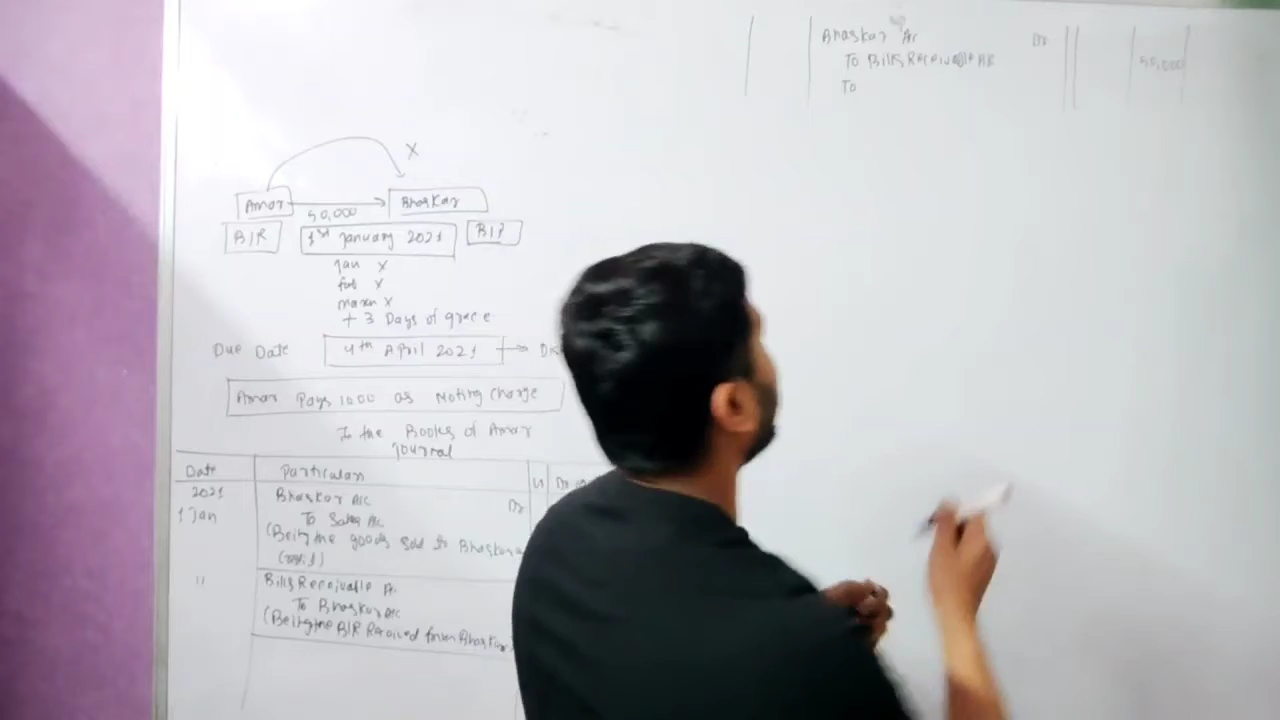 Bhaskar A/c Dr
To Bills Receivable A/c 50,000
To
X
Amar Bhaskar
50,000
B/R 1st January 2021 B/P
Jan X
feb X
march X
+ 3 Days of grace
Due Date 4th April 2021
Amar Pays 1000 as Noting Charge
In the Books of Amar
Journal
Date Particulars Dr
2021 Bhaskar A/c Dr
1 Jan To Sales A/c
(Being the goods sold to Bhaskar
" Bills Receivable A/c
To Bhaskar A/c
(Being the B/R Received from Bhaskar)